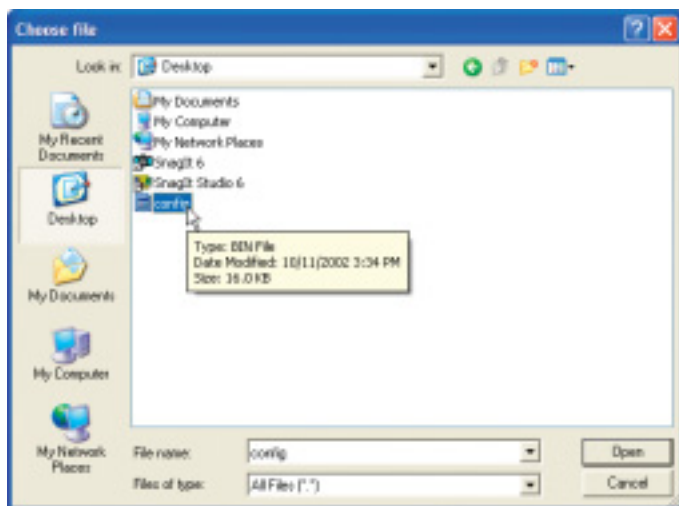 Choose file
Look in:
Desktop
My Documents
My Computer
My Network Places
SnagIt 6
SnagIt Studio 6
config
Type: BIN File
Date Modified: 10/11/2002 3:34 PM
Size: 16.0 KB
My Recent
Documents
Desktop
My Documents
My Computer
My Network
Places
File name:
config
Open
Files of type:
All Files (*.*)
Cancel